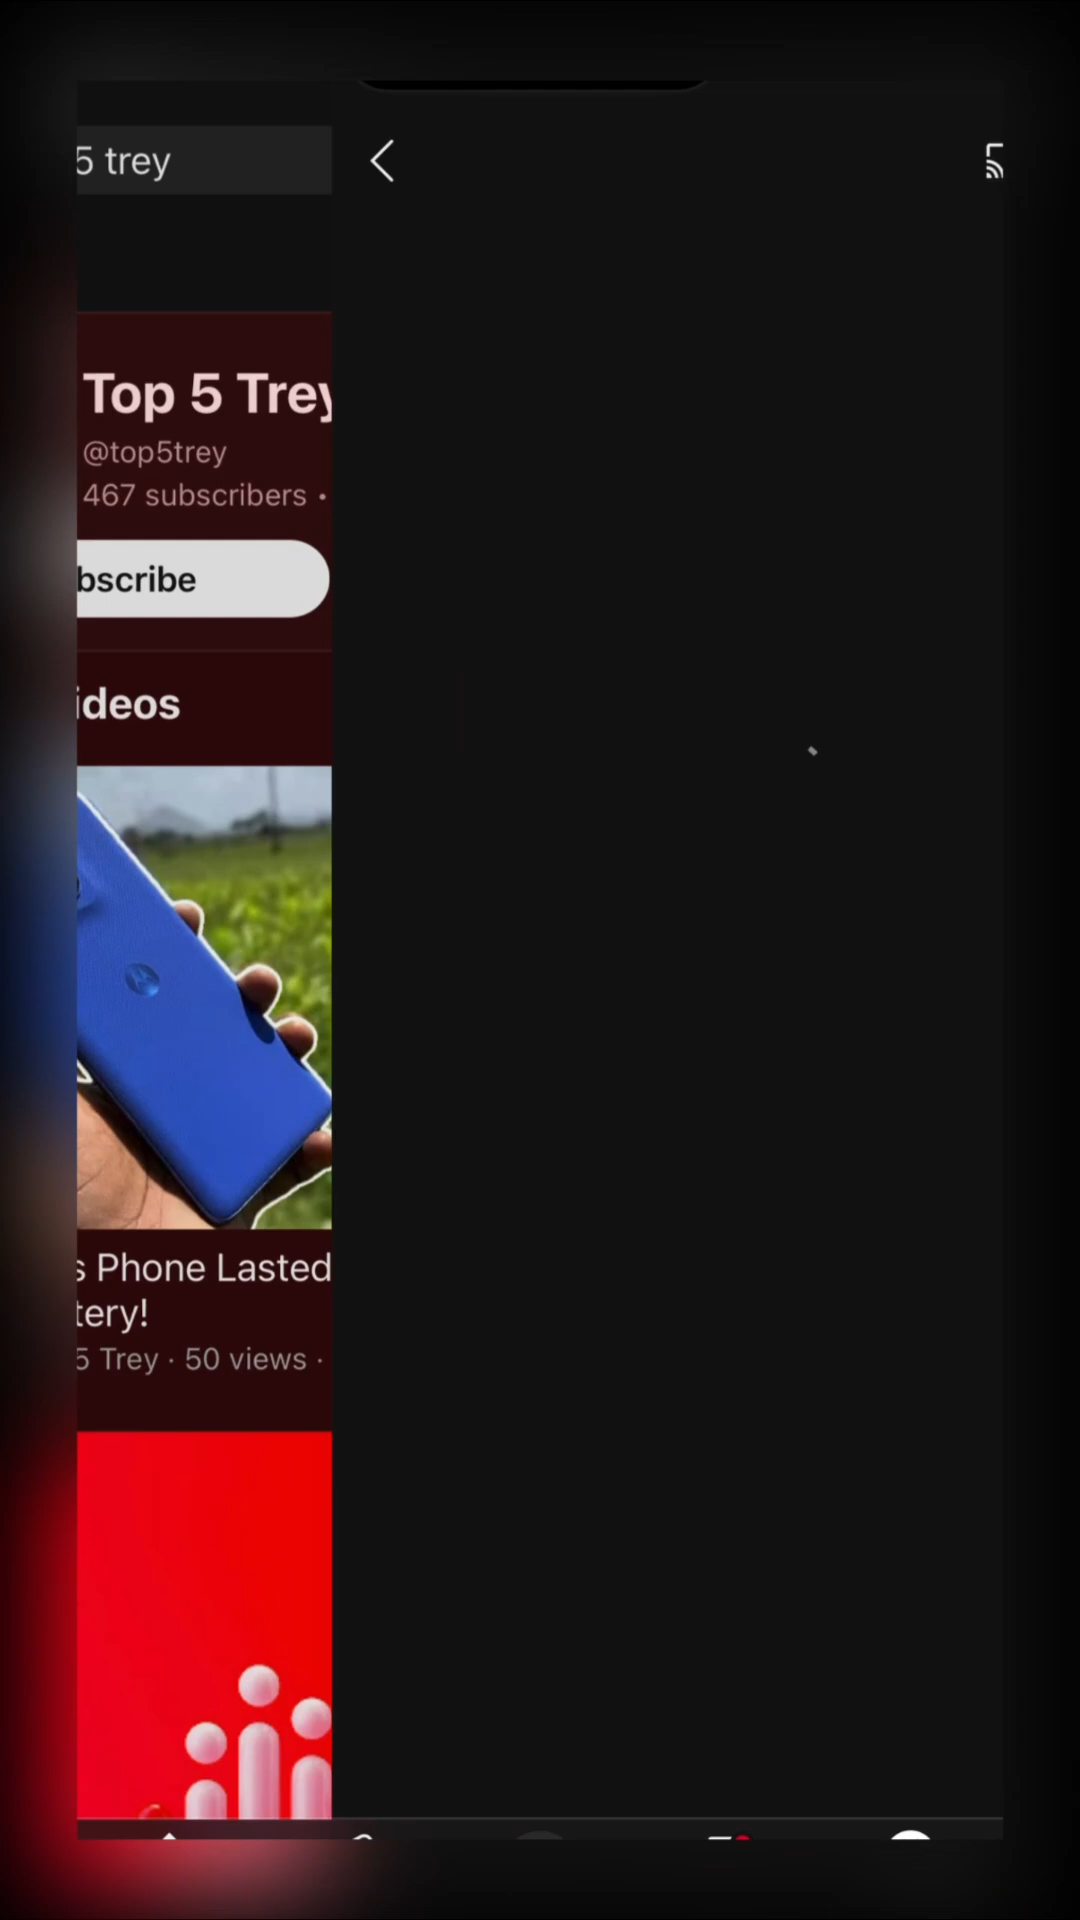 5 trey
Top 5 Trey
@top5trey
467 subscribers •
bscribe
ideos
s Phone Lasted
tery!
5 Trey · 50 views ·